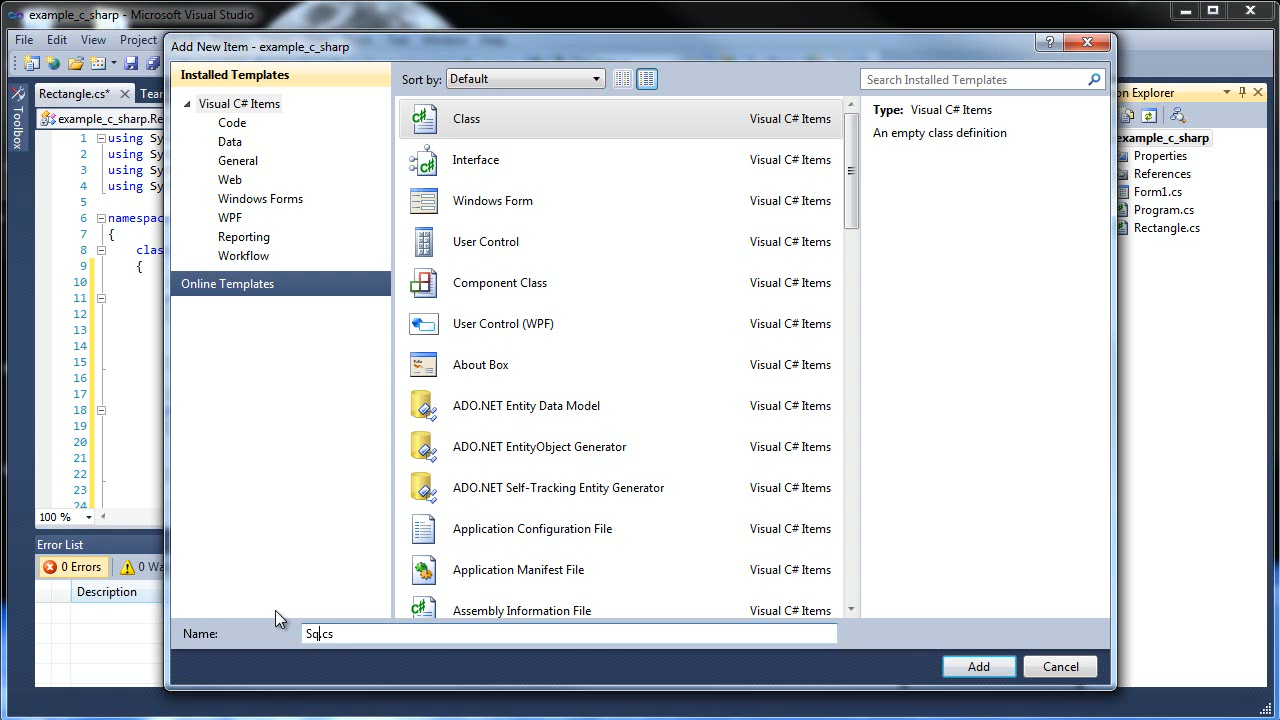 example_c_sharp - Microsoft Visual Studio
File Edit View Project
Add New Item - example_c_sharp
Installed Templates
Sort by: Default
Search Installed Templates
Visual C# Items
Code
Data
General
Web
Windows Forms
WPF
Reporting
Workflow
Online Templates
Class Visual C# Items
Interface Visual C# Items
Windows Form Visual C# Items
User Control Visual C# Items
Component Class Visual C# Items
User Control (WPF) Visual C# Items
About Box Visual C# Items
ADO.NET Entity Data Model Visual C# Items
ADO.NET EntityObject Generator Visual C# Items
ADO.NET Self-Tracking Entity Generator Visual C# Items
Application Configuration File Visual C# Items
Application Manifest File Visual C# Items
Assembly Information File Visual C# Items
Type: Visual C# Items
An empty class definition
Name: Sq.cs
Add Cancel
Toolbox
Rectangle.cs* Tear
example_c_sharp.Re
1 using Sy
2 using Sy
3 using Sy
4 using Sy
5
6 namespac
7 {
8 clas
9 {
10
11
12
13
14
15
16
17
18
19
20
21
22
23
24
100 %
Error List
0 Errors 0 Wa
Description
on Explorer
example_c_sharp
Properties
References
Form1.cs
Program.cs
Rectangle.cs